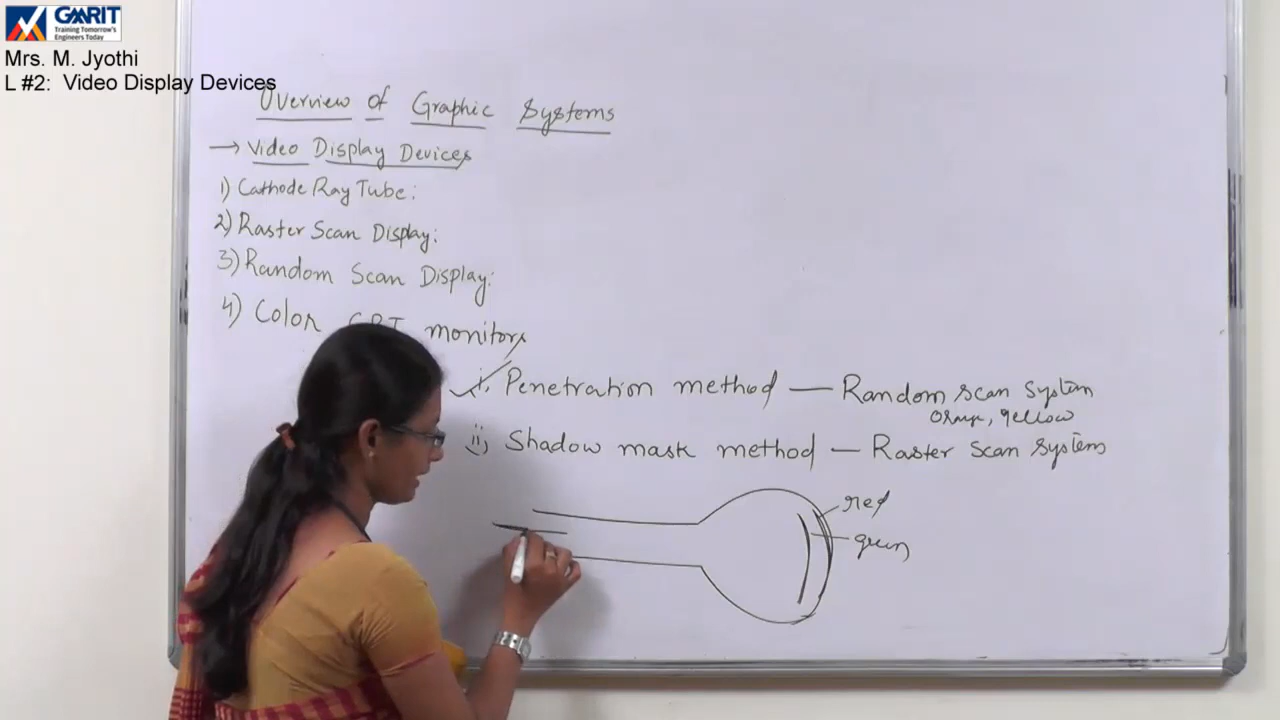 GMRIT
Training Tomorrow's
Engineers Today
Mrs. M. Jyothi
L #2: Video Display Devices
Overview of Graphic Systems
→ Video Display Devices
1) Cathode Ray Tube:
2) Raster Scan Display:
3) Random Scan Display:
4) Color CRT monitors
i, Penetration method — Random scan system
yellow
ii, Shadow mask method — Raster Scan System
red
green